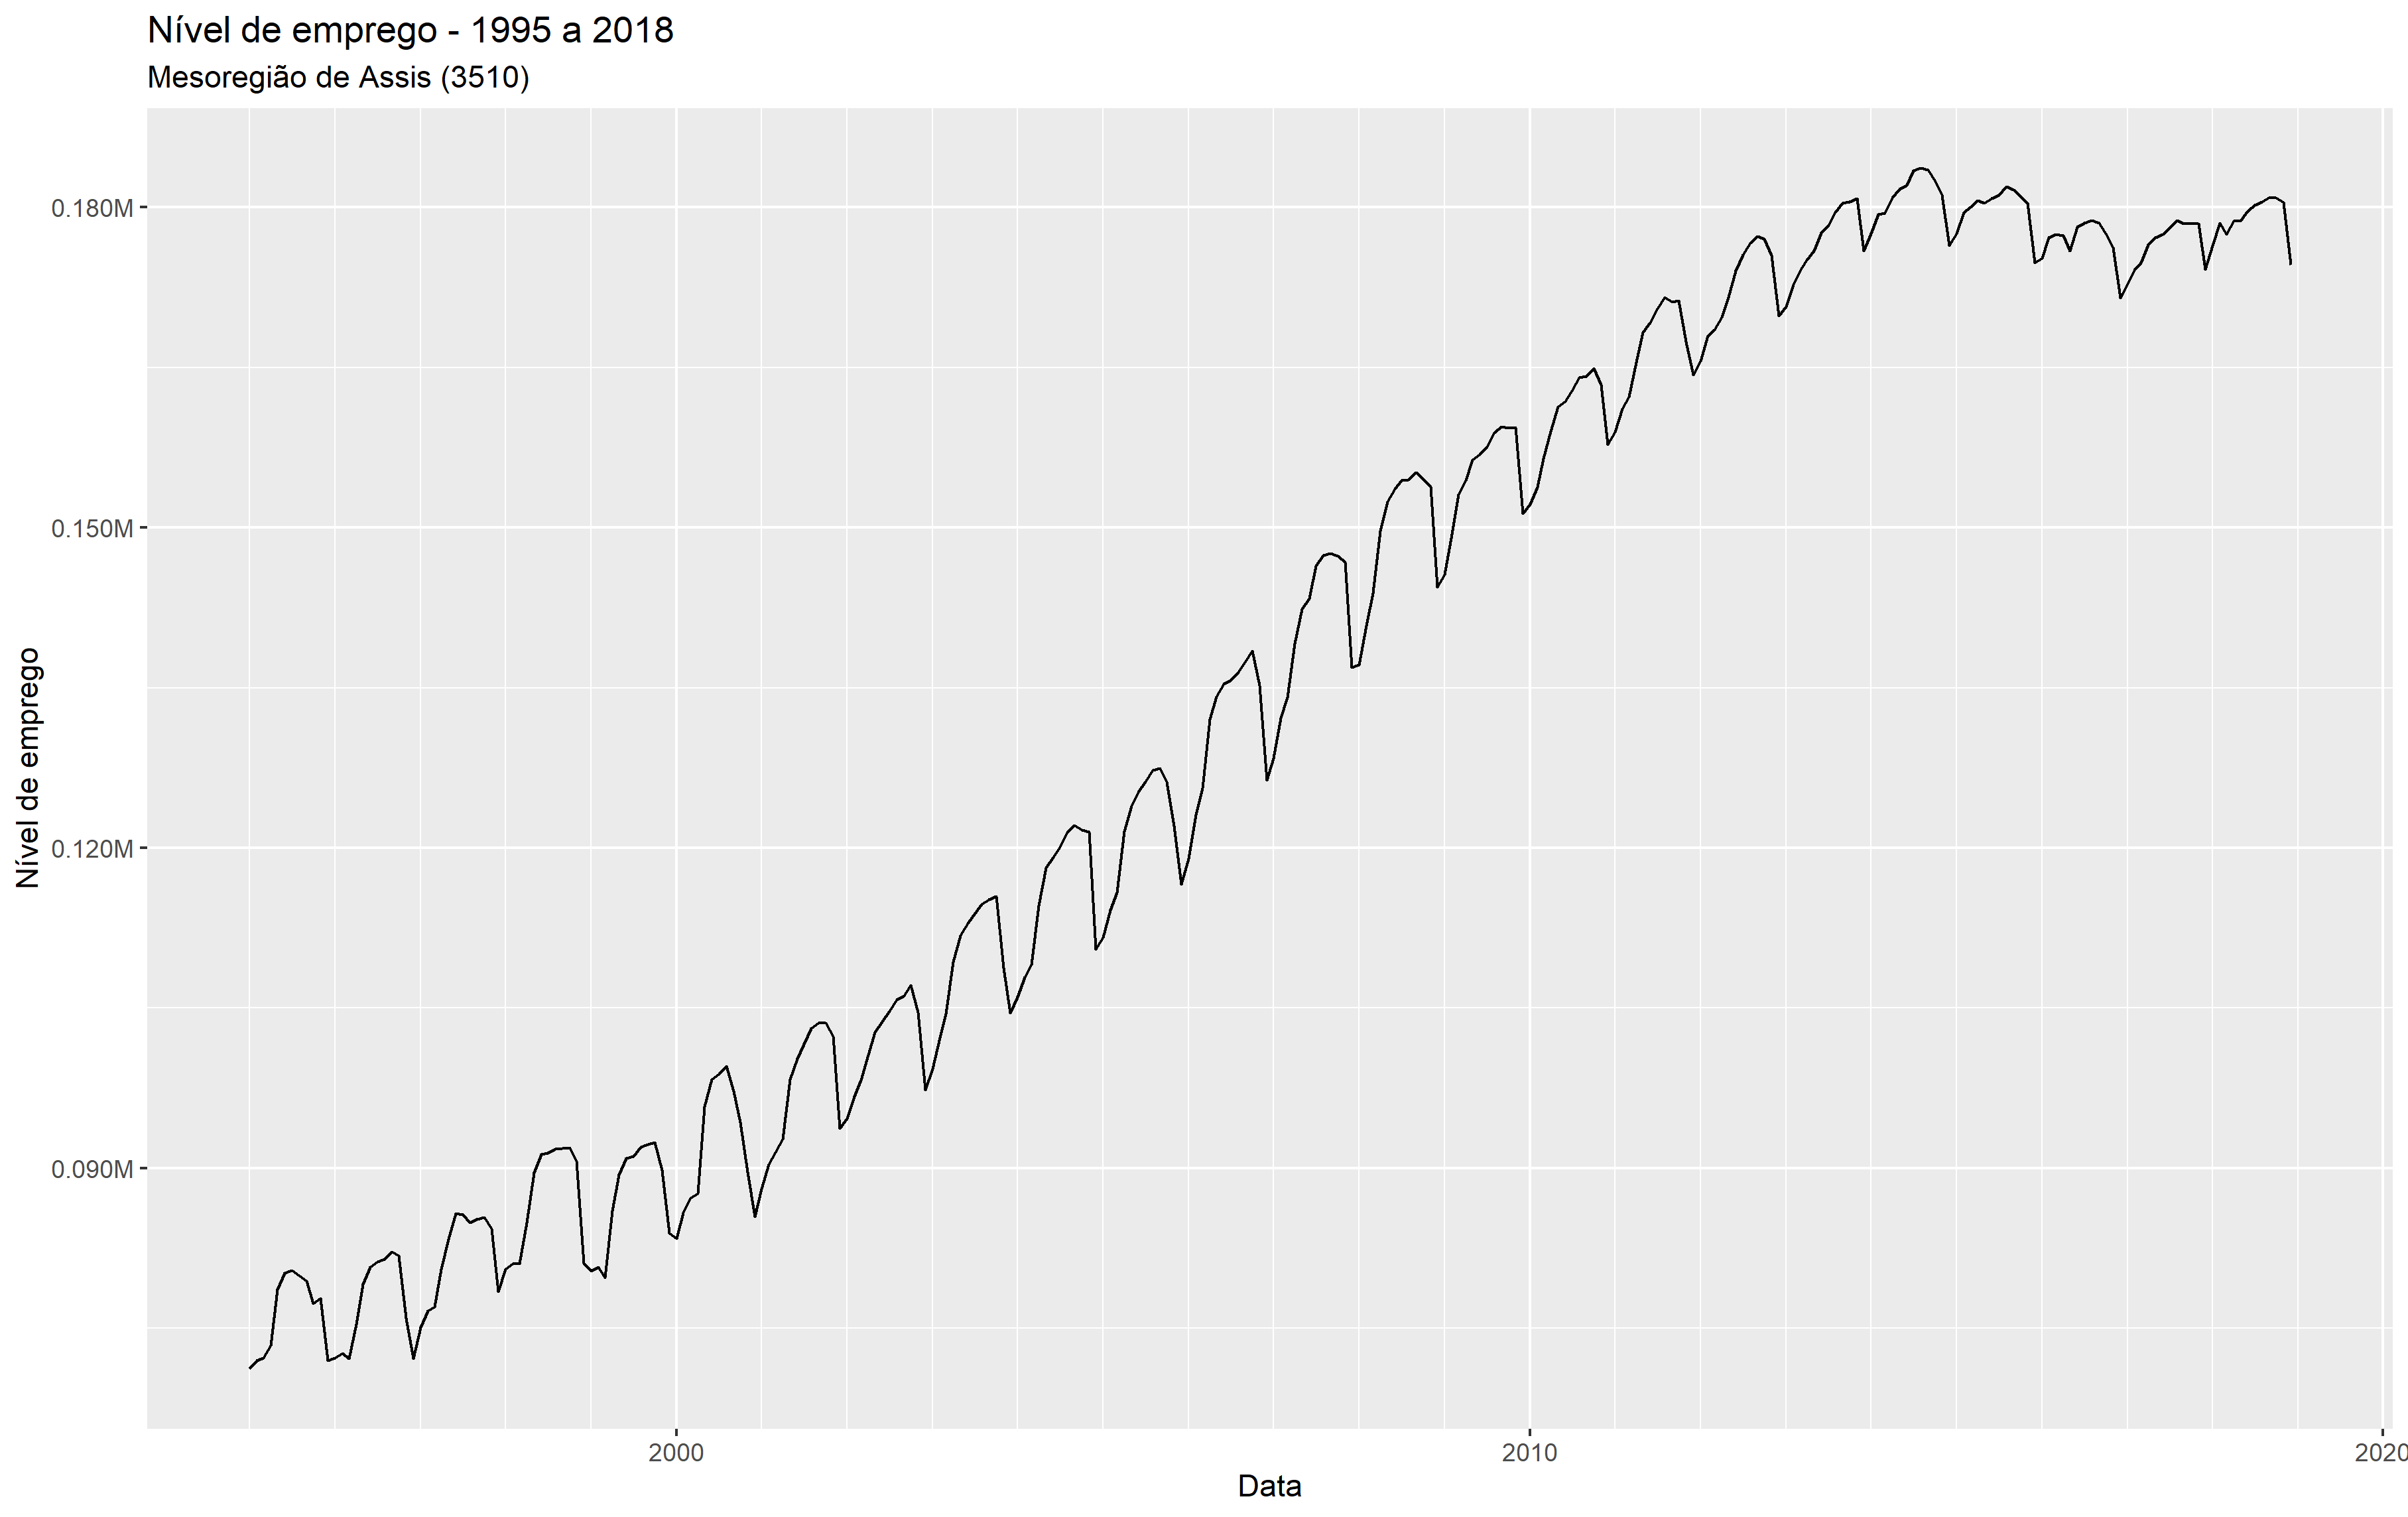 Nível de emprego - 1995 a 2018
Mesoregião de Assis (3510)
Nível de emprego
0.180M
0.150M
0.120M
0.090M
2000
2010
2020
Data